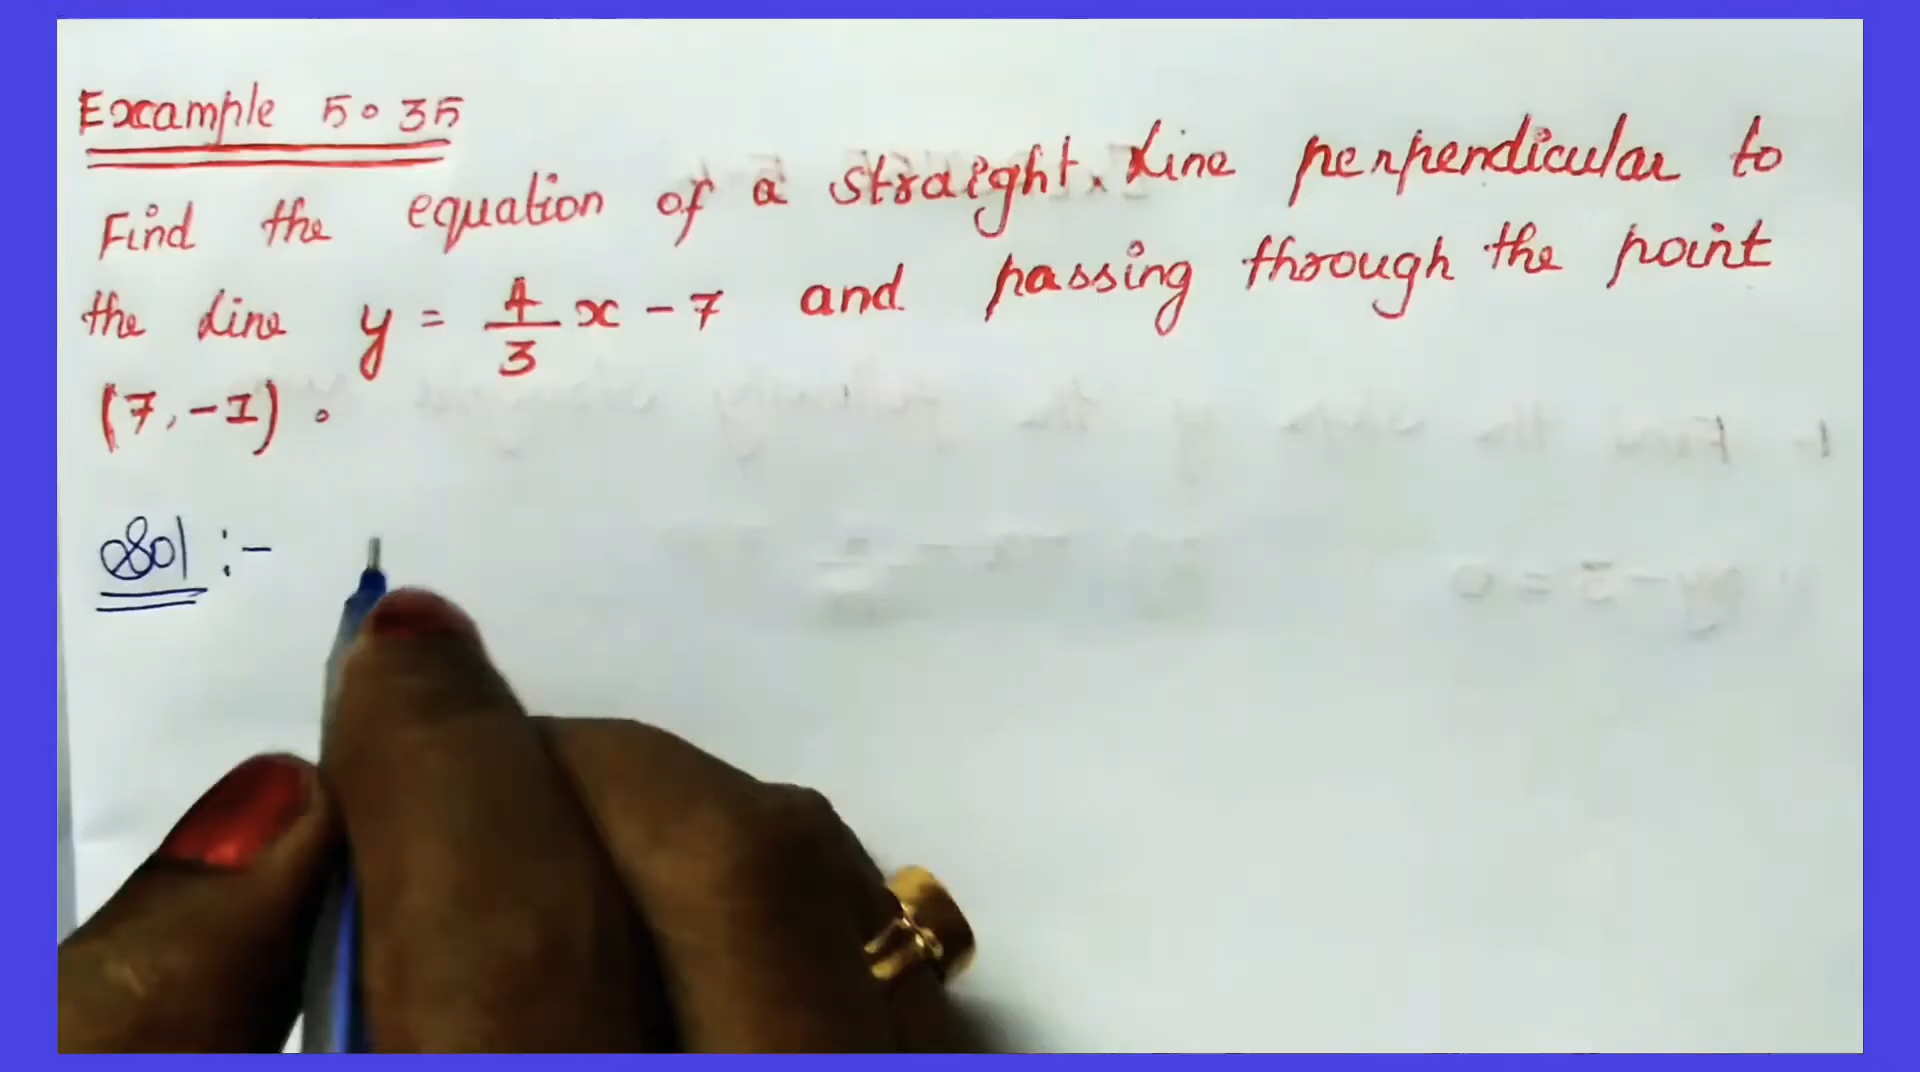 Example 5.35
Find the equation of a straight Line perpendicular to
the Line y = 4/3 x - 7 and passing through the point
(7, -1).
Sol :-